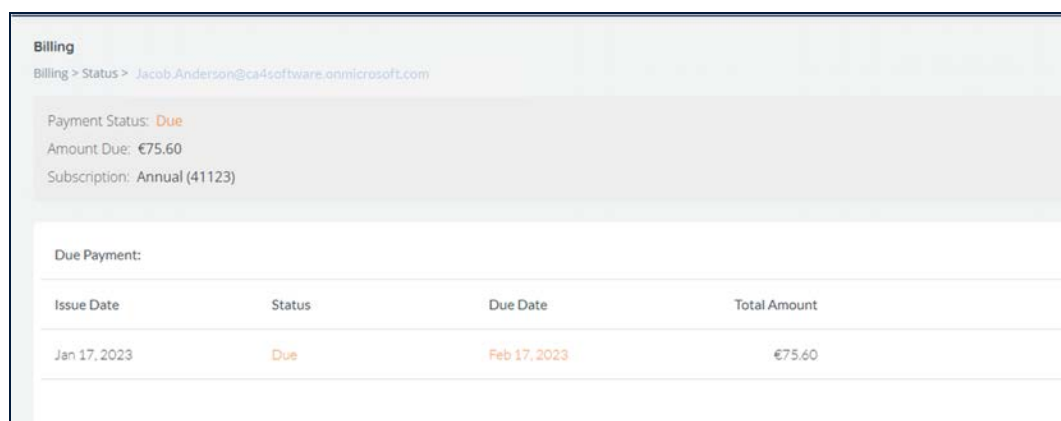 Billing
Billing > Status > Jacob.Anderson@ca4software.onmicrosoft.com
Payment Status: Due
Amount Due: €75.60
Subscription: Annual (41123)
Due Payment:
Issue Date Status Due Date Total Amount
Jan 17, 2023 Due Feb 17, 2023 €75.60